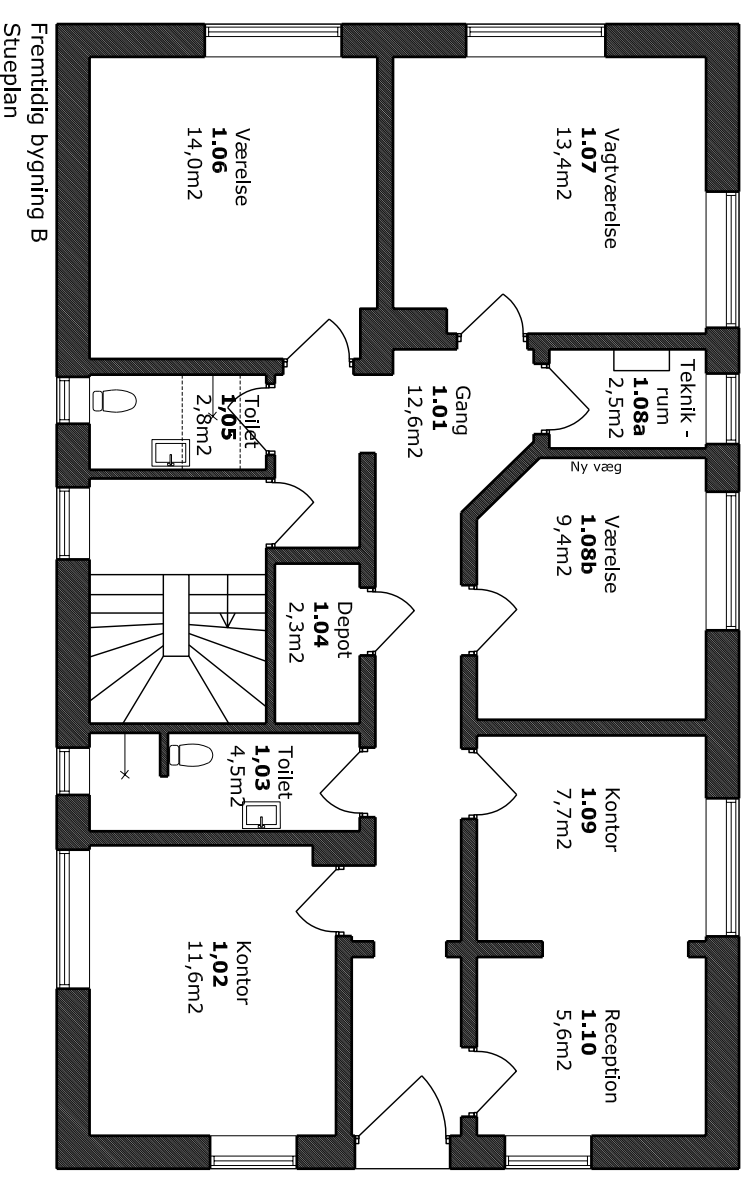 Fremtidig bygning B
Stueplan
Værelse
1.06
14,0m2
Vagtværelse
1.07
13,4m2
Teknik -
rum
1.08a
2,5m2
Gang
1.01
12,6m2
Toilet
1,05
2,8m2
Ny væg
Værelse
1.08b
9,4m2
Depot
1.04
2,3m2
Toilet
1,03
4,5m2
Kontor
1.09
7,7m2
Kontor
1,02
11,6m2
Reception
1.10
5,6m2